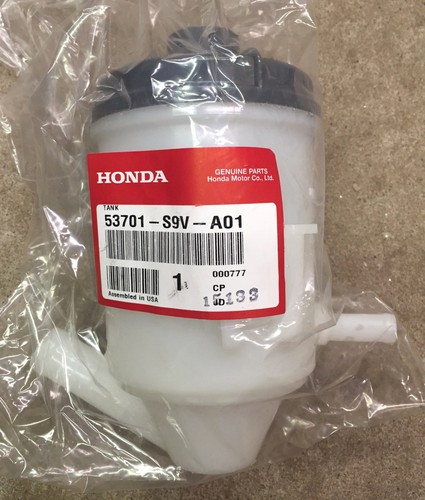 HONDA
GENUINE PARTS
Honda Motor Co., Ltd.
TANK
53701-S9V--A01
1
000777
CP
Assembled in USA